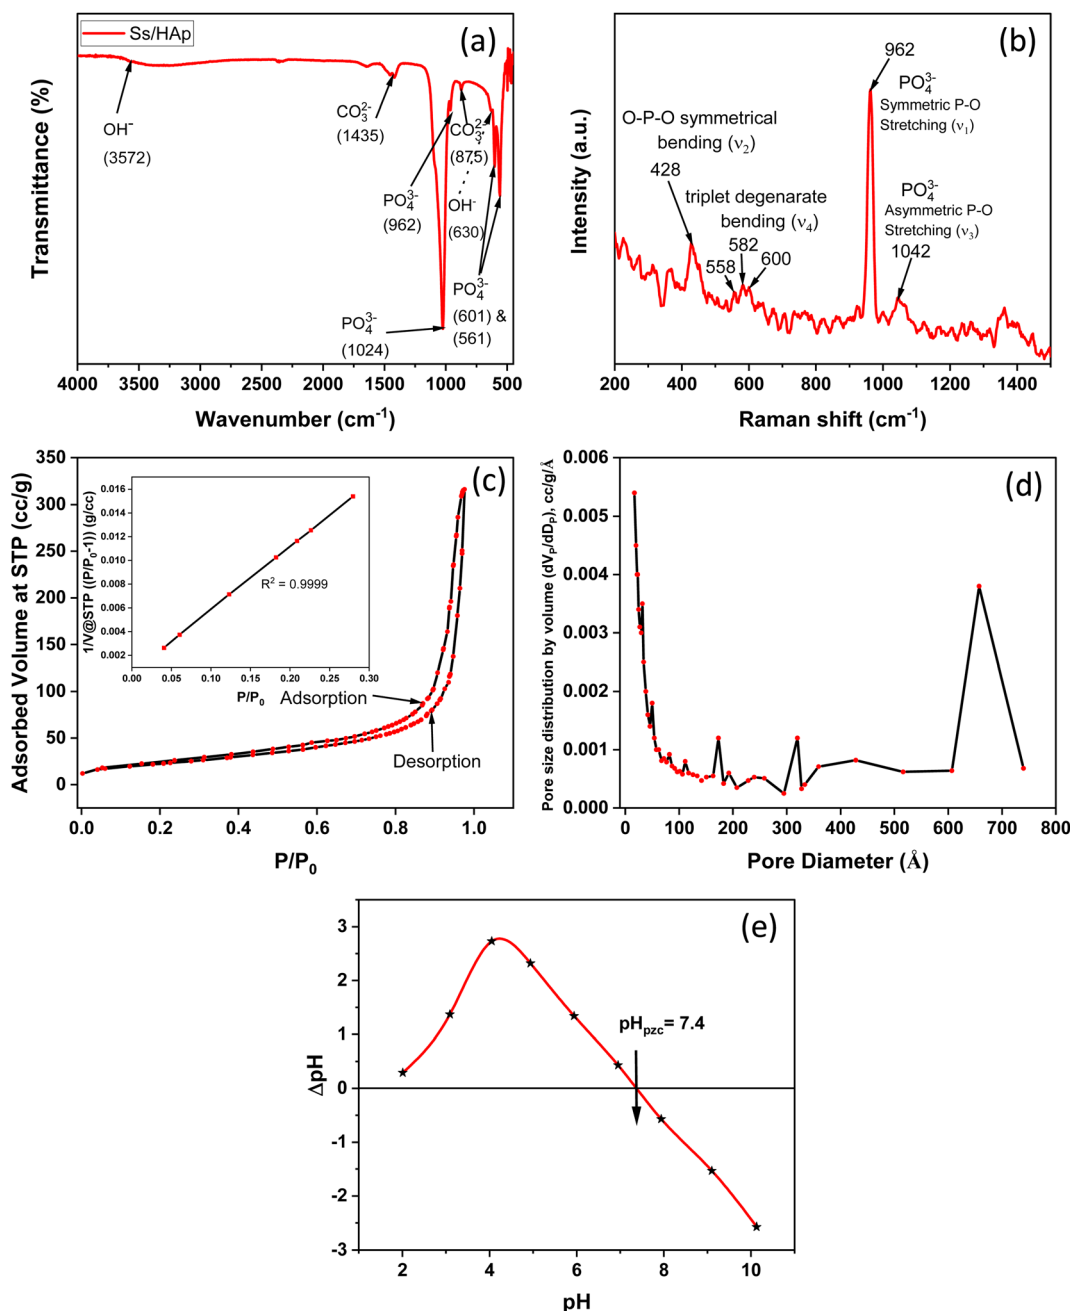 Ss/HAp
(a)
OH⁻
(3572)
CO₃²⁻
(1435)
CO₃²⁻
(875)
PO₄³⁻
(962)
OH⁻
(630)
PO₄³⁻
(601) &
(561)
PO₄³⁻
(1024)
Transmittance (%)
4000 3500 3000 2500 2000 1500 1000 500
Wavenumber (cm⁻¹)
(b)
962
PO₄³⁻
Symmetric P-O
Stretching (ν₁)
O-P-O symmetrical
bending (ν₂)
428
triplet degenarate
bending (ν₄)
582
558
600
PO₄³⁻
Asymmetric P-O
Stretching (ν₃)
1042
Intensity (a.u.)
200 400 600 800 1000 1200 1400
Raman shift (cm⁻¹)
(c)
350
300
250
200
150
100
50
0
Adsorbed Volume at STP (cc/g)
0.016
0.014
0.012
0.010
0.008
0.006
0.004
0.002
1/V@STP ((P/P₀-1)) (g/cc)
R² = 0.9999
0.00 0.05 0.10 0.15 0.20 0.25 0.30
P/P₀
Adsorption
Desorption
0.0 0.2 0.4 0.6 0.8 1.0
P/P₀
(d)
0.006
0.005
0.004
0.003
0.002
0.001
0.000
Pore size distribution by volume (dVₚ/dDₚ), cc/g/Å
0 100 200 300 400 500 600 700 800
Pore Diameter (Å)
(e)
3
2
1
0
-1
-2
-3
ΔpH
pHpzc= 7.4
2 4 6 8 10
pH